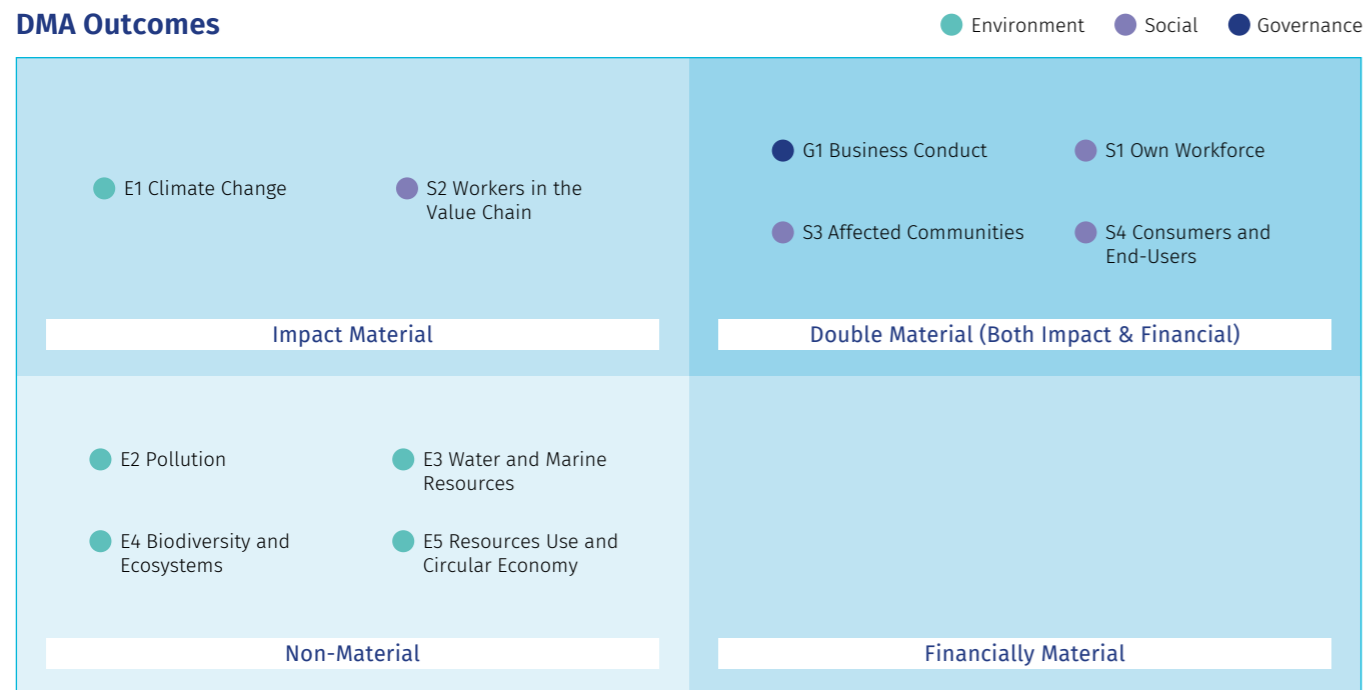 DMA Outcomes
Environment
Social
Governance
E1 Climate Change
S2 Workers in the
Value Chain
Impact Material
G1 Business Conduct
S1 Own Workforce
S3 Affected Communities
S4 Consumers and
End-Users
Double Material (Both Impact & Financial)
E2 Pollution
E3 Water and Marine
Resources
E4 Biodiversity and
Ecosystems
E5 Resources Use and
Circular Economy
Non-Material
Financially Material